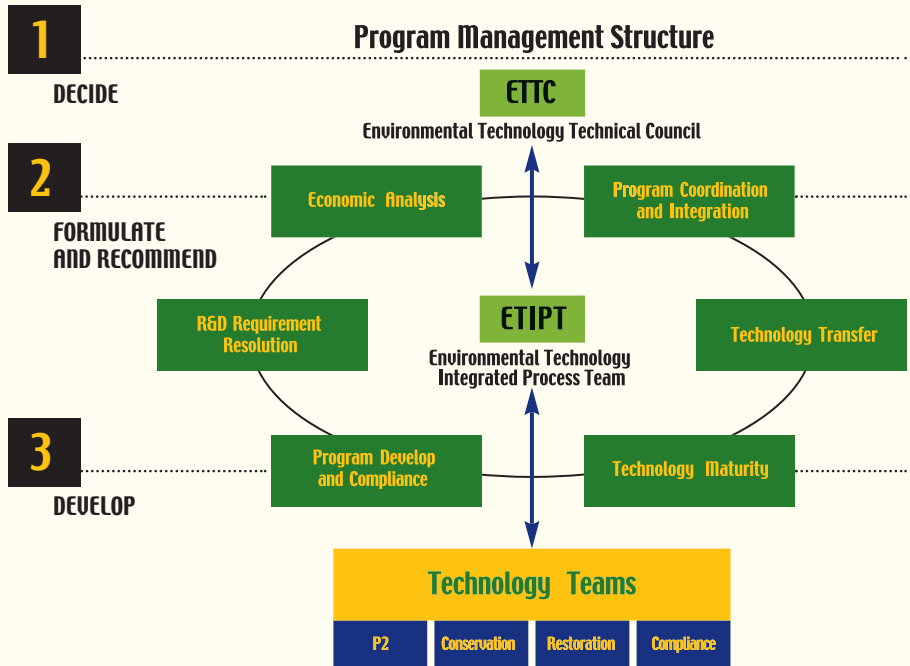 1
Program Management Structure
DECIDE
ETTC
Environmental Technology Technical Council
2
FORMULATE
AND RECOMMEND
Economic Analysis
Program Coordination
and Integration
R&D Requirement
Resolution
ETIPT
Environmental Technology
Integrated Process Team
Technology Transfer
3
DEVELOP
Program Develop
and Compliance
Technology Maturity
Technology Teams
P2
Conservation
Restoration
Compliance